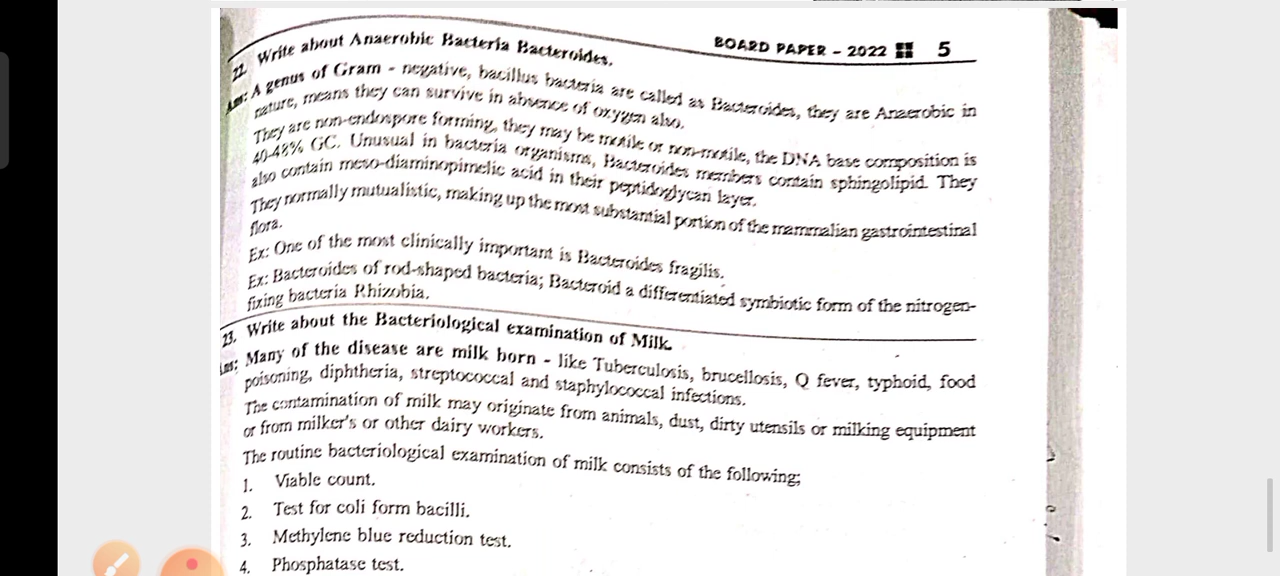 BOARD PAPER - 2022 5
22. Write about Anaerobic Bacteria Bacteroides.
Ans: A genus of Gram - negative, bacillus bacteria are called as Bacteroides, they are Anaerobic in
nature, means they can survive in absence of oxygen also.
They are non-endospore forming, they may be motile or non-motile, the DNA base composition is
40-48% GC. Unusual in bacteria organisms, Bacteroides members contain sphingolipid. They
also contain meso-diaminopimelic acid in their peptidoglycan layer.
They normally mutualistic, making up the most substantial portion of the mammalian gastrointestinal
flora.
Ex: One of the most clinically important is Bacteroides fragilis.
Ex: Bacteroides of rod-shaped bacteria; Bacteroid a differentiated symbiotic form of the nitrogen-
fixing bacteria Rhizobia.
23. Write about the Bacteriological examination of Milk.
Ans: Many of the disease are milk born - like Tuberculosis, brucellosis, Q fever, typhoid, food
poisoning, diphtheria, streptococcal and staphylococcal infections.
The contamination of milk may originate from animals, dust, dirty utensils or milking equipment
or from milker's or other dairy workers.
The routine bacteriological examination of milk consists of the following;
1. Viable count.
2. Test for coli form bacilli.
3. Methylene blue reduction test.
4. Phosphatase test.